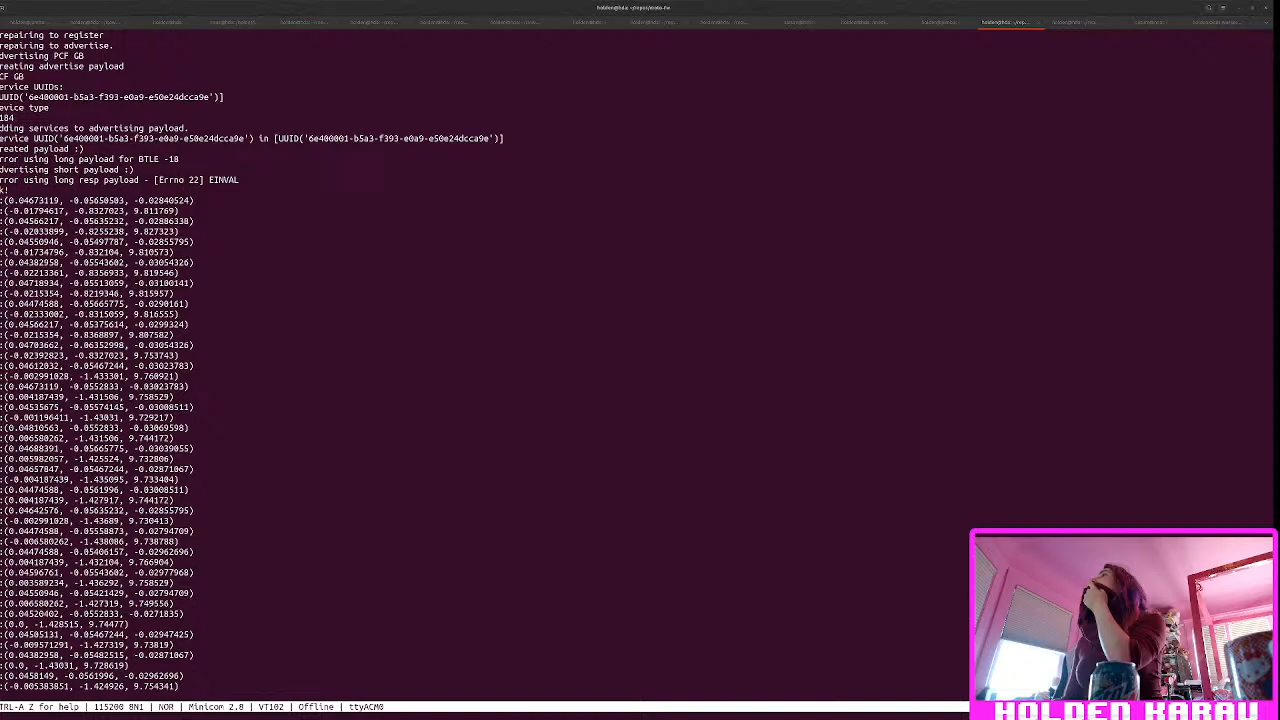 holden@hda: ~/repos/moto-rw
holden@hda: ~/rep...
repairing to register
repairing to advertise.
dvertising PCF GB
reating advertise payload
CF GB
ervice UUIDs:
UUID('6e400001-b5a3-f393-e0a9-e50e24dcca9e')]
evice type
184
dding services to advertising payload.
ervice UUID('6e400001-b5a3-f393-e0a9-e50e24dcca9e') in [UUID('6e400001-b5a3-f393-e0a9-e50e24dcca9e')]
reated payload :)
rror using long payload for BTLE -18
dvertising short payload :)
rror using long resp payload - [Errno 22] EINVAL
k!
:(0.04673119, -0.05650503, -0.02840524)
:(-0.01794617, -0.8327023, 9.811769)
:(0.04566217, -0.05635232, -0.02886338)
:(-0.02033899, -0.8255238, 9.827323)
:(0.04550946, -0.05497787, -0.02855795)
:(-0.01734796, -0.832104, 9.810573)
:(0.04382958, -0.05543602, -0.03054326)
:(-0.02213361, -0.8356933, 9.819546)
:(0.04718934, -0.05513059, -0.03100141)
:(-0.0215354, -0.8219346, 9.815957)
:(0.04474588, -0.05665775, -0.0290161)
:(-0.02333002, -0.8315059, 9.816555)
:(0.04566217, -0.05375614, -0.0299324)
:(-0.0215354, -0.8368897, 9.807582)
:(0.04703662, -0.06352998, -0.03054326)
:(-0.02392823, -0.8327023, 9.753743)
:(0.04612032, -0.05467244, -0.03023783)
:(-0.002991028, -1.433301, 9.760921)
:(0.04673119, -0.0552833, -0.03023783)
:(0.004187439, -1.431506, 9.758529)
:(0.04535675, -0.05574145, -0.03008511)
:(-0.001196411, -1.43031, 9.729217)
:(0.04810563, -0.0552833, -0.03069598)
:(0.006580262, -1.431506, 9.744172)
:(0.04688391, -0.05665775, -0.03039055)
:(0.005982057, -1.425524, 9.732806)
:(0.04657847, -0.05467244, -0.02871067)
:(-0.004187439, -1.435095, 9.733404)
:(0.04474588, -0.0561996, -0.03008511)
:(0.004187439, -1.427917, 9.744172)
:(0.04642576, -0.05635232, -0.02855795)
:(-0.002991028, -1.43689, 9.730413)
:(0.04474588, -0.05558873, -0.02794709)
:(-0.006580262, -1.438086, 9.738788)
:(0.04474588, -0.05406157, -0.02962696)
:(0.004187439, -1.432104, 9.766904)
:(0.04596761, -0.05543602, -0.02977968)
:(0.003589234, -1.436292, 9.758529)
:(0.04550946, -0.05421429, -0.02794709)
:(0.006580262, -1.427319, 9.749556)
:(0.04520402, -0.0552833, -0.0271835)
:(0.0, -1.428515, 9.74477)
:(0.04505131, -0.05467244, -0.02947425)
:(-0.009571291, -1.427319, 9.73819)
:(0.04382958, -0.05482515, -0.02871067)
:(0.0, -1.43031, 9.728619)
:(0.0458149, -0.0561996, -0.02962696)
:(-0.005383851, -1.424926, 9.754341)
TRL-A Z for help | 115200 8N1 | NOR | Minicom 2.8 | VT102 | Offline | ttyACM0
HOLDEN KARAU